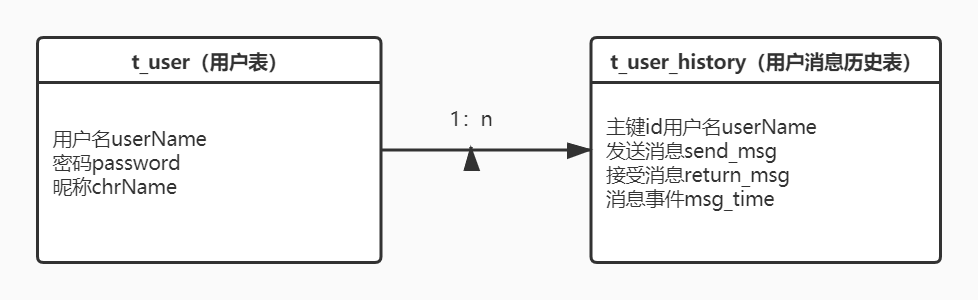 t_user（用户表）
用户名userName
密码password
昵称chrName
1：n
t_user_history（用户消息历史表）
主键id用户名userName
发送消息send_msg
接受消息return_msg
消息事件msg_time